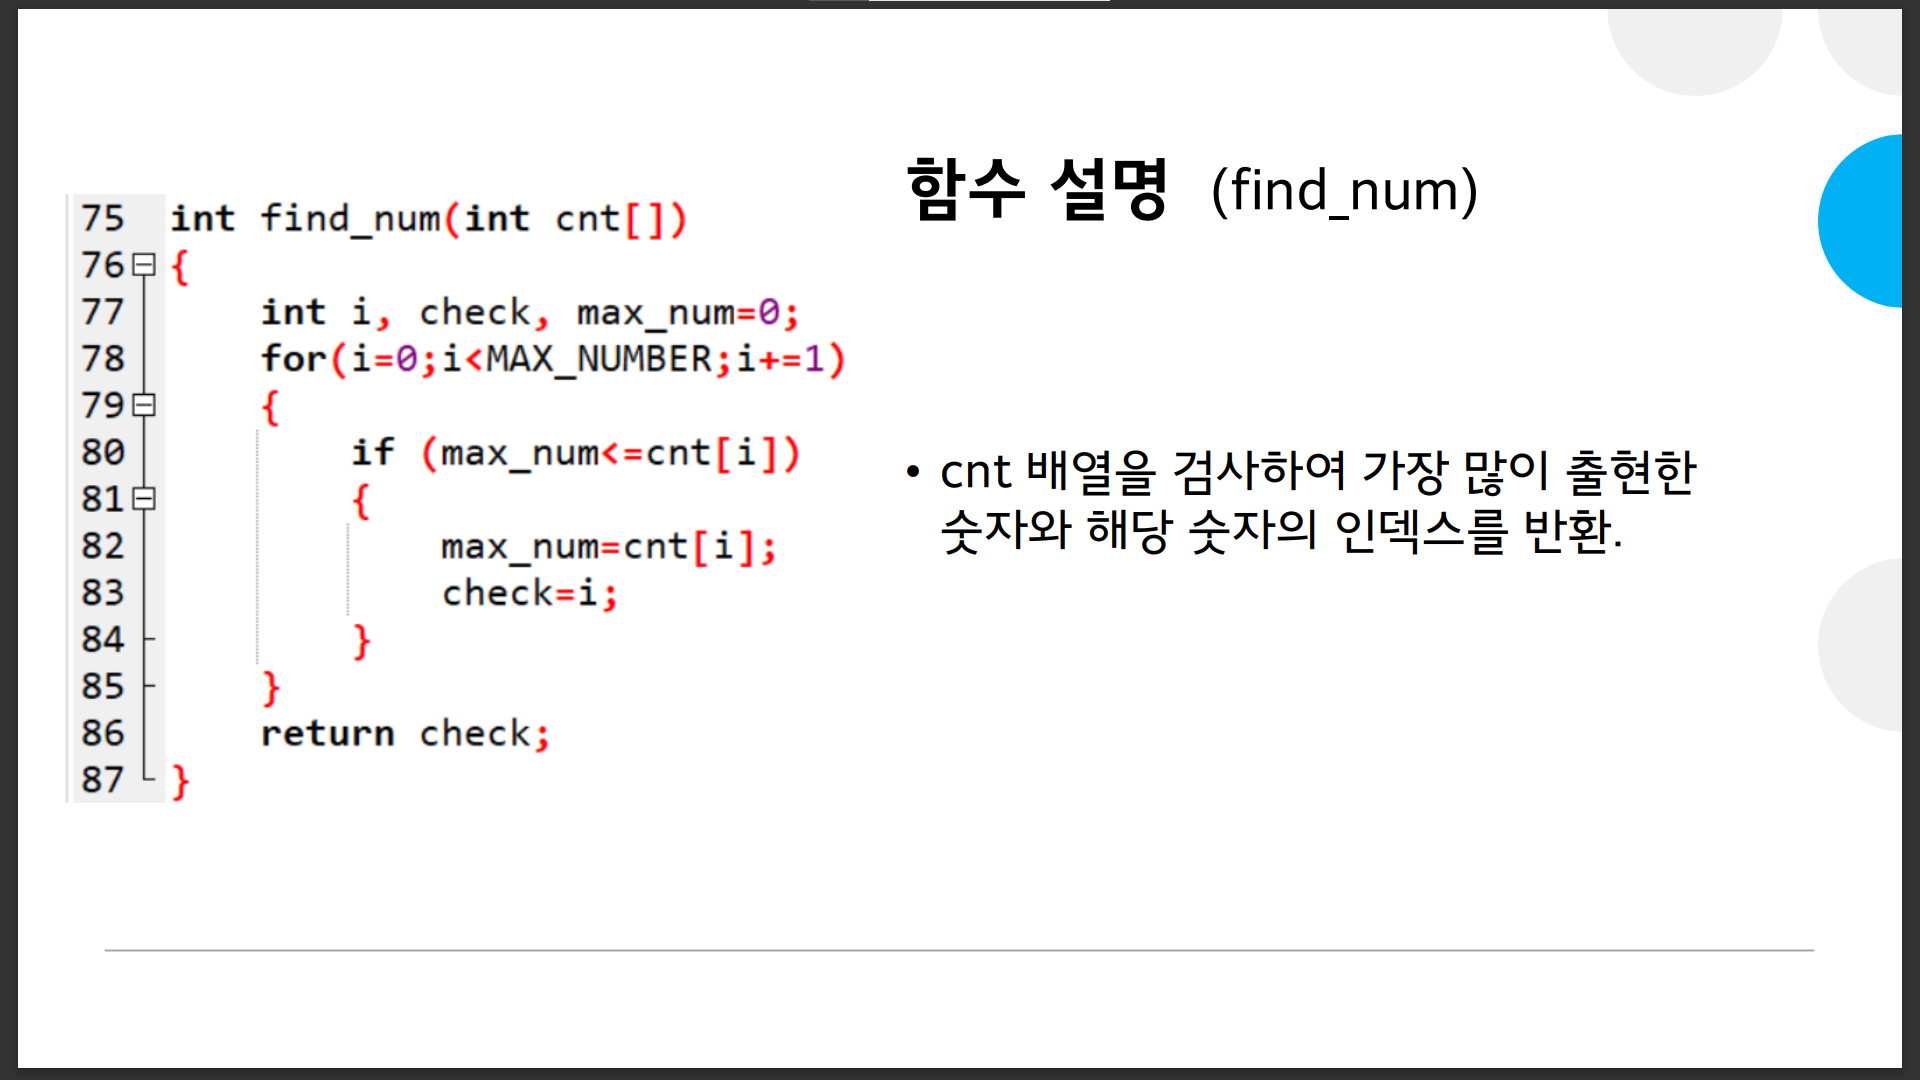 75 int find_num(int cnt[])
76 {
77 int i, check, max_num=0;
78 for(i=0;i<MAX_NUMBER;i+=1)
79 {
80 if (max_num<=cnt[i])
81 {
82 max_num=cnt[i];
83 check=i;
84 }
85 }
86 return check;
87 }
함수 설명 (find_num)
• cnt 배열을 검사하여 가장 많이 출현한
숫자와 해당 숫자의 인덱스를 반환.